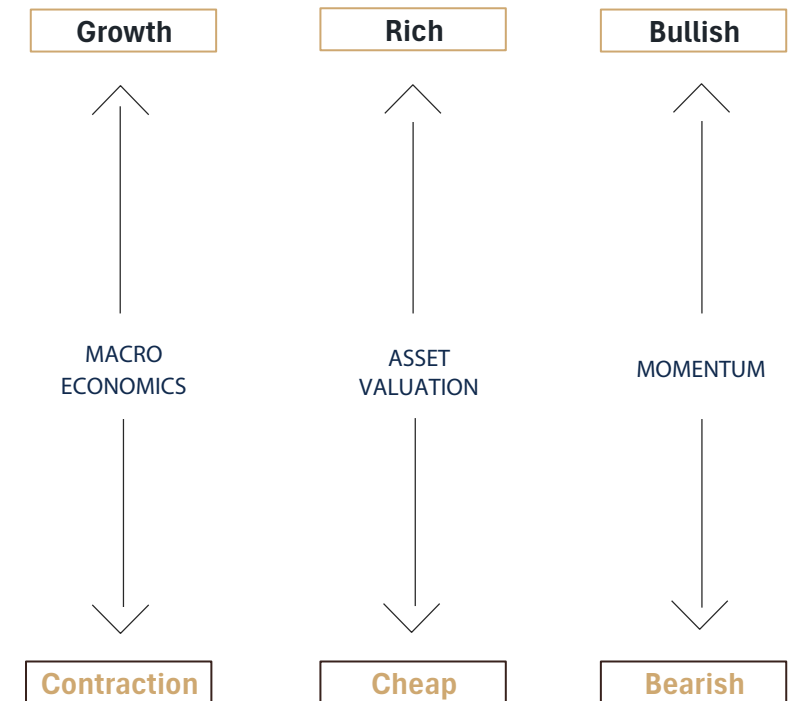 Growth
Rich
Bullish
MACRO
ECONOMICS
ASSET
VALUATION
MOMENTUM
Contraction
Cheap
Bearish